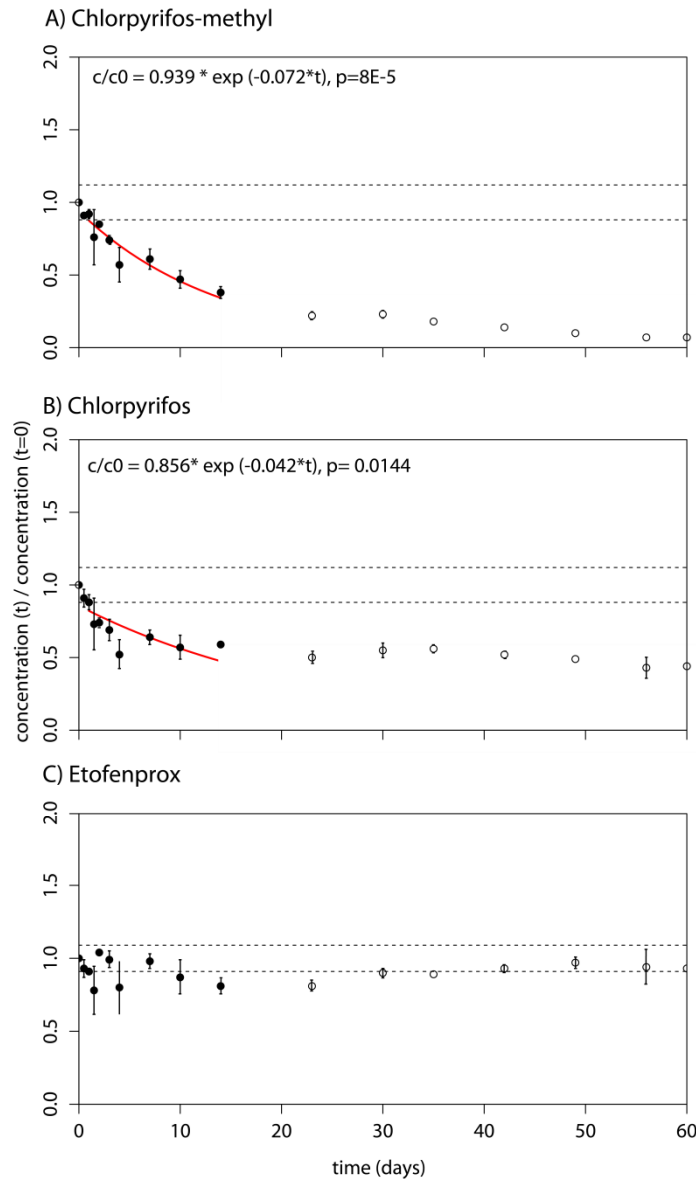 A) Chlorpyrifos-methyl
c/c0 = 0.939 * exp (-0.072*t), p=8E-5
2.0
1.5
1.0
0.5
0.0
B) Chlorpyrifos
c/c0 = 0.856* exp (-0.042*t), p= 0.0144
2.0
1.5
1.0
0.5
0.0
concentration (t) / concentration (t=0)
C) Etofenprox
2.0
1.5
1.0
0.5
0.0
0 10 20 30 40 50 60
time (days)